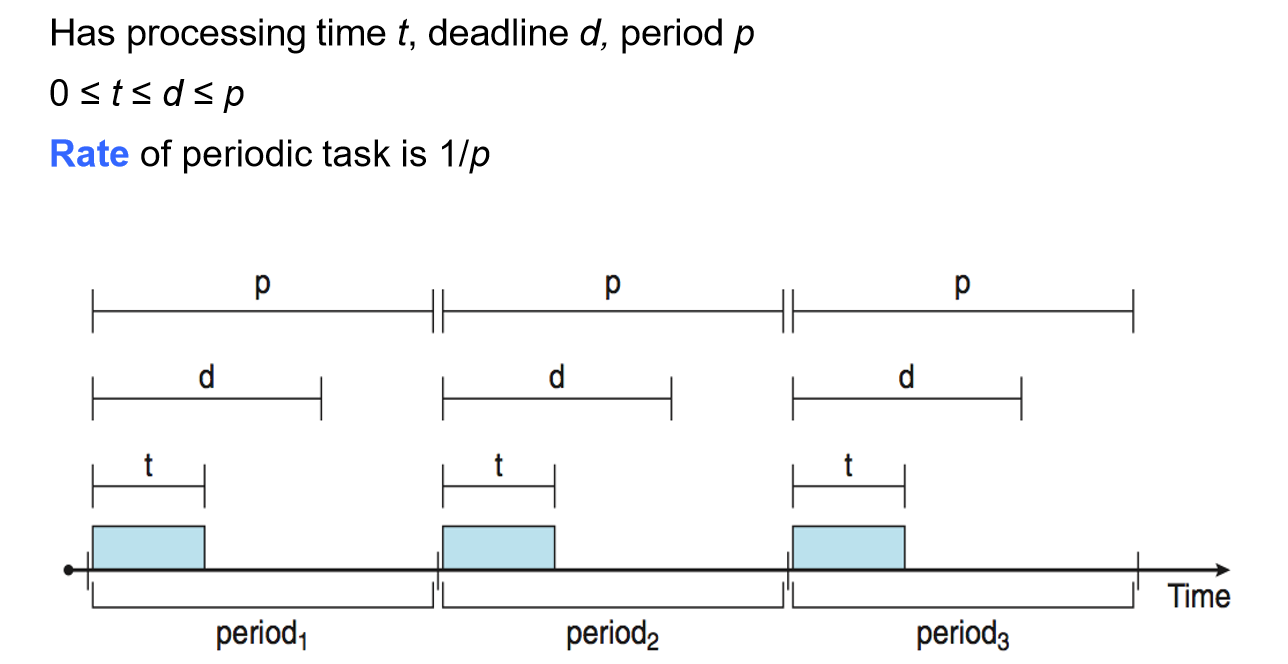 Has processing time t, deadline d, period p
0 ≤ t ≤ d ≤ p
Rate of periodic task is 1/p
p p p
d d d
t t t
Time
period₁ period₂ period₃